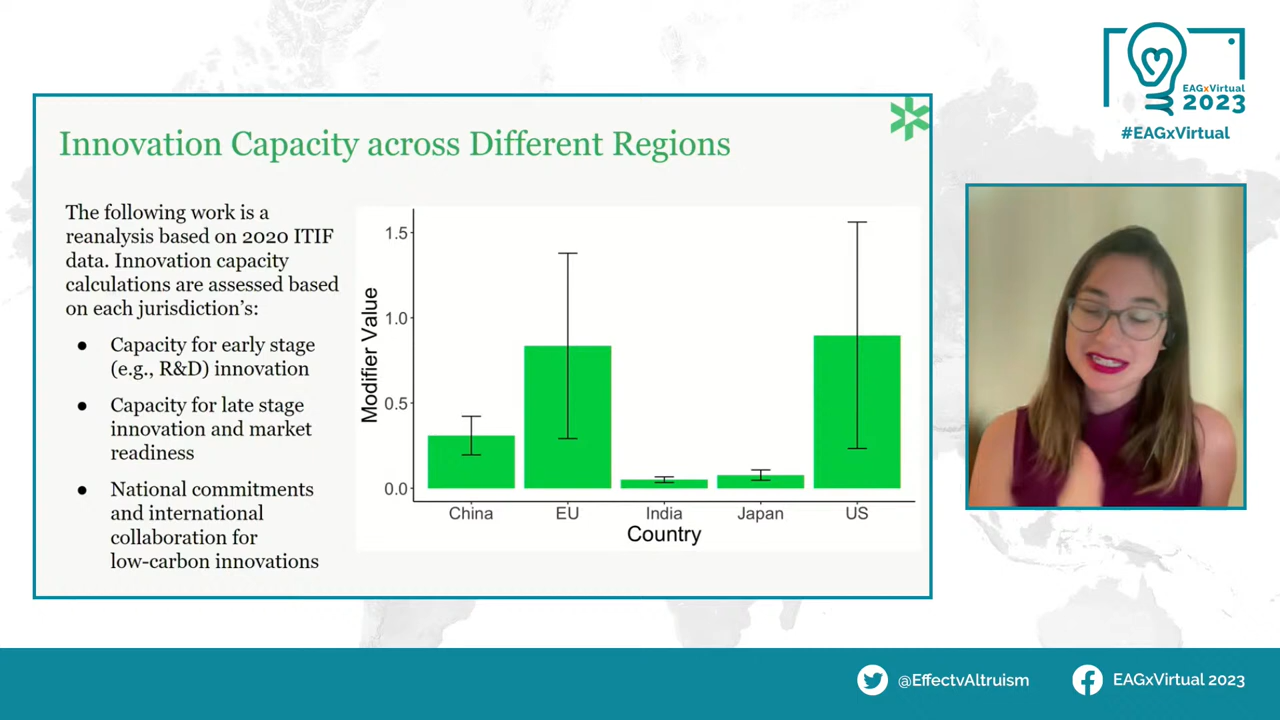 EAGxVirtual
2023
#EAGxVirtual
Innovation Capacity across Different Regions
The following work is a
reanalysis based on 2020 ITIF
data. Innovation capacity
calculations are assessed based
on each jurisdiction's:
● Capacity for early stage
(e.g., R&D) innovation
● Capacity for late stage
innovation and market
readiness
● National commitments
and international
collaboration for
low-carbon innovations
Modifier Value
1.5
1.0
0.5
0.0
China EU India Japan US
Country
@EffectvAltruism
EAGxVirtual 2023